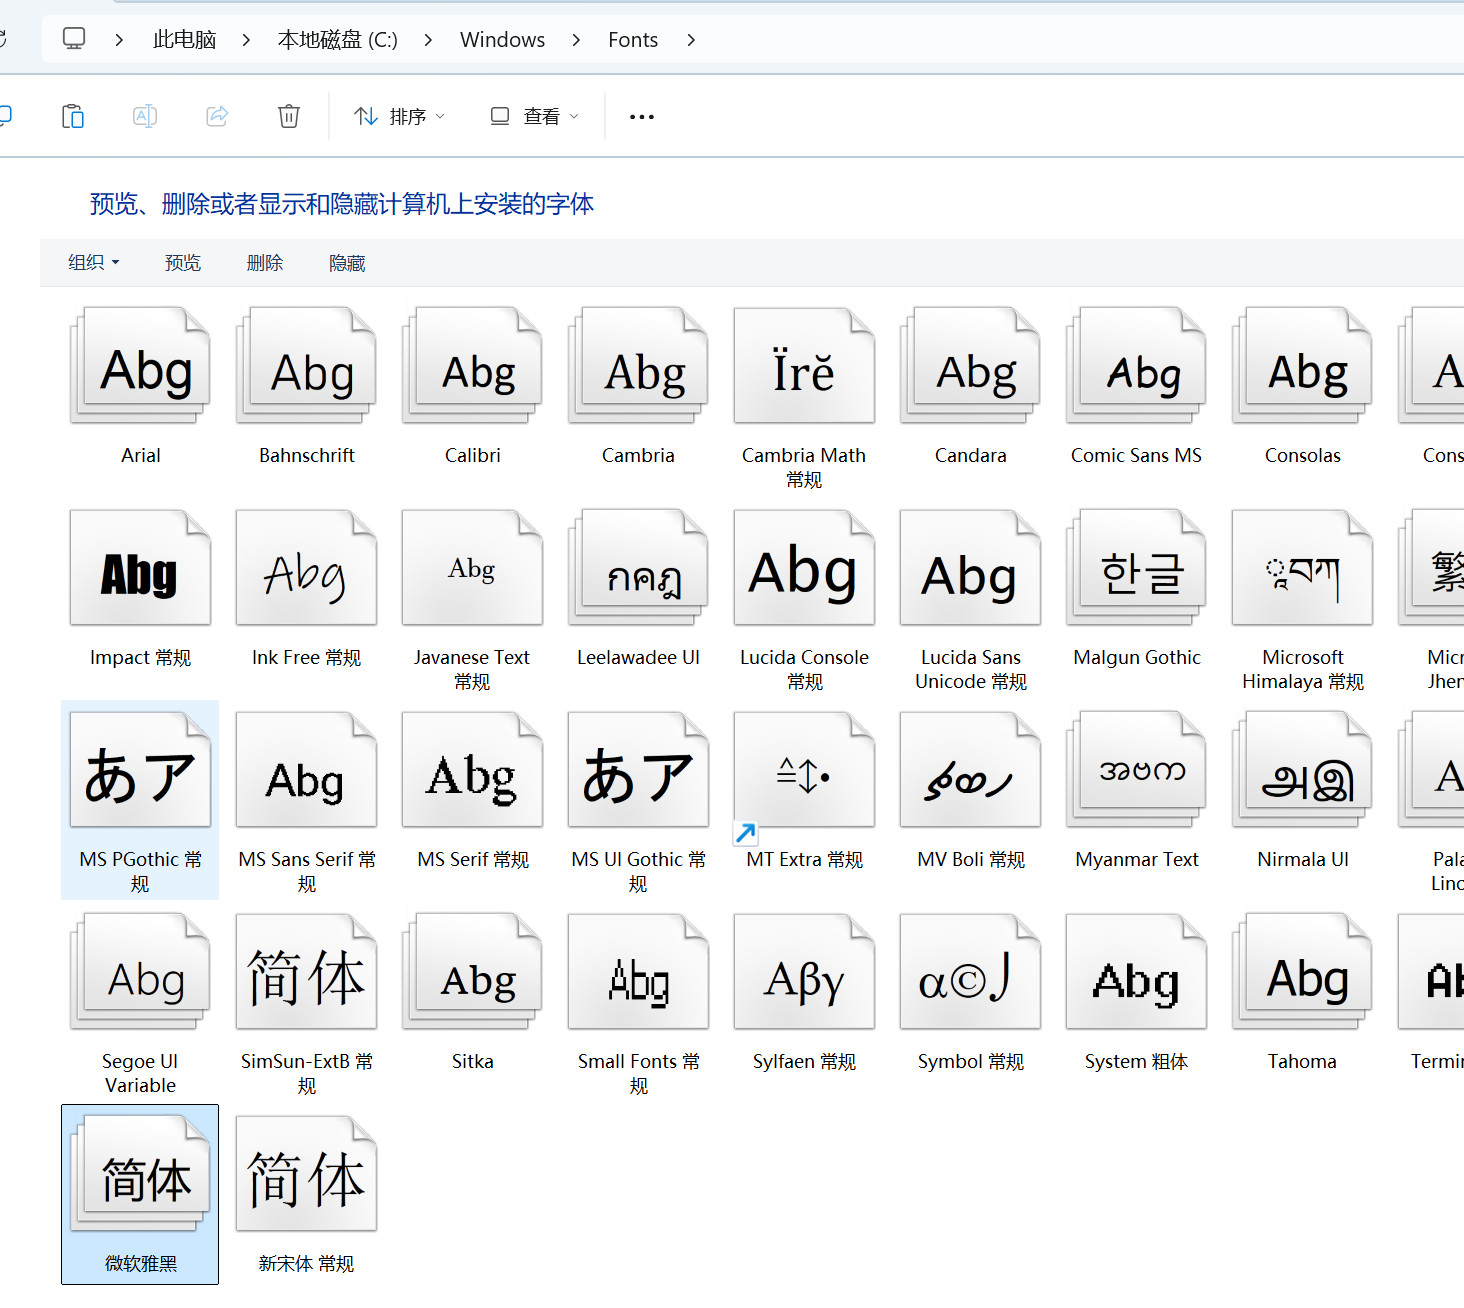 此电脑 本地磁盘 (C:) Windows Fonts
排序 查看
预览、删除或者显示和隐藏计算机上安装的字体
组织 预览 删除 隐藏
Abg Abg Abg Abg Ïrĕ Abg Abg Abg A
Arial Bahnschrift Calibri Cambria Cambria Math Candara Comic Sans MS Consolas Cons
常规
Abg Abg Abg กคฎ Abg Abg 한글 繁
Impact 常规 Ink Free 常规 Javanese Text Leelawadee UI Lucida Console Lucida Sans Malgun Gothic Microsoft Micr
常规 常规 Unicode 常规 Himalaya 常规 Jhen
あア Abg Abg あア அஇ A
MS PGothic 常 MS Sans Serif 常 MS Serif 常规 MS UI Gothic 常 MT Extra 常规 MV Boli 常规 Myanmar Text Nirmala UI Pala
规 规 规 Lino
Abg 简体 Abg Abg Aβγ α© Abg Abg Ab
Segoe UI SimSun-ExtB 常 Sitka Small Fonts 常 Sylfaen 常规 Symbol 常规 System 粗体 Tahoma Termin
Variable 规 规
简体 简体
微软雅黑 新宋体 常规